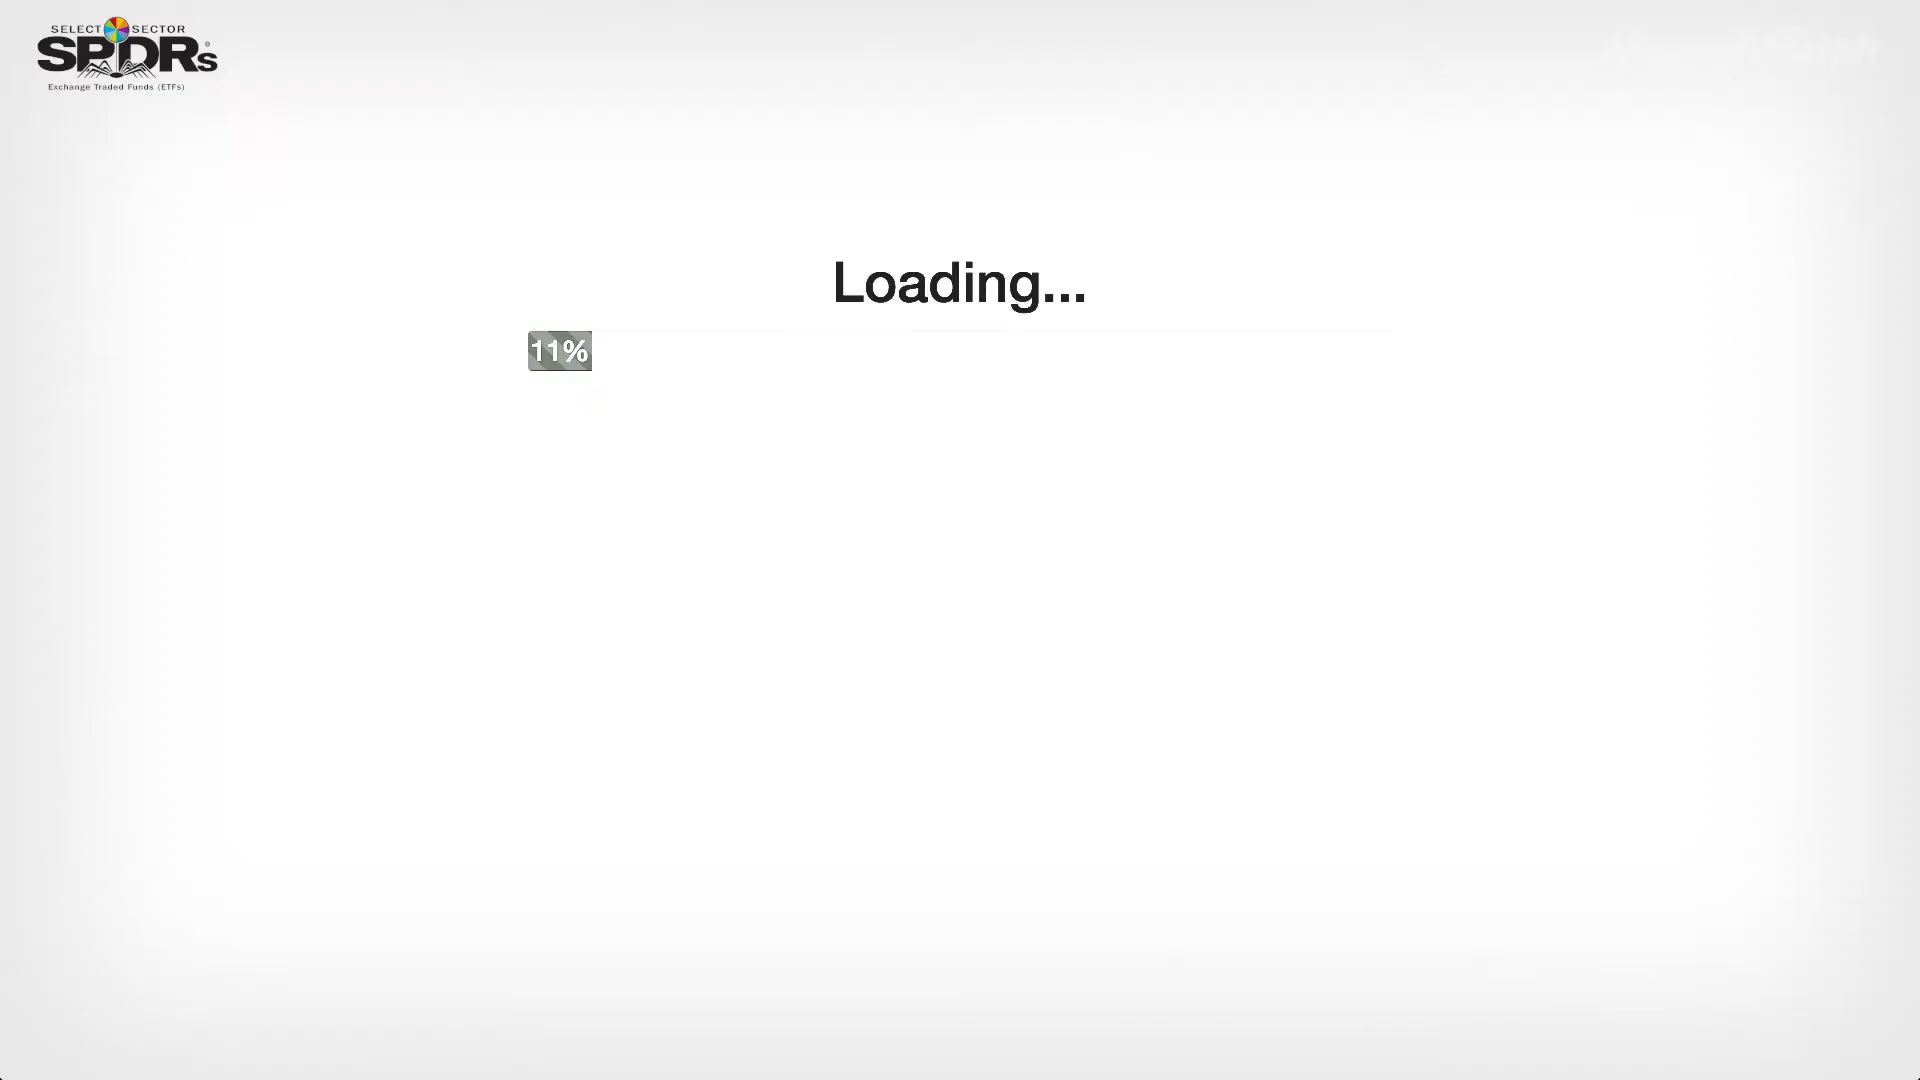 SELECT SECTOR
SPDRs®
Exchange Traded Funds (ETFs)
Loading...
11%